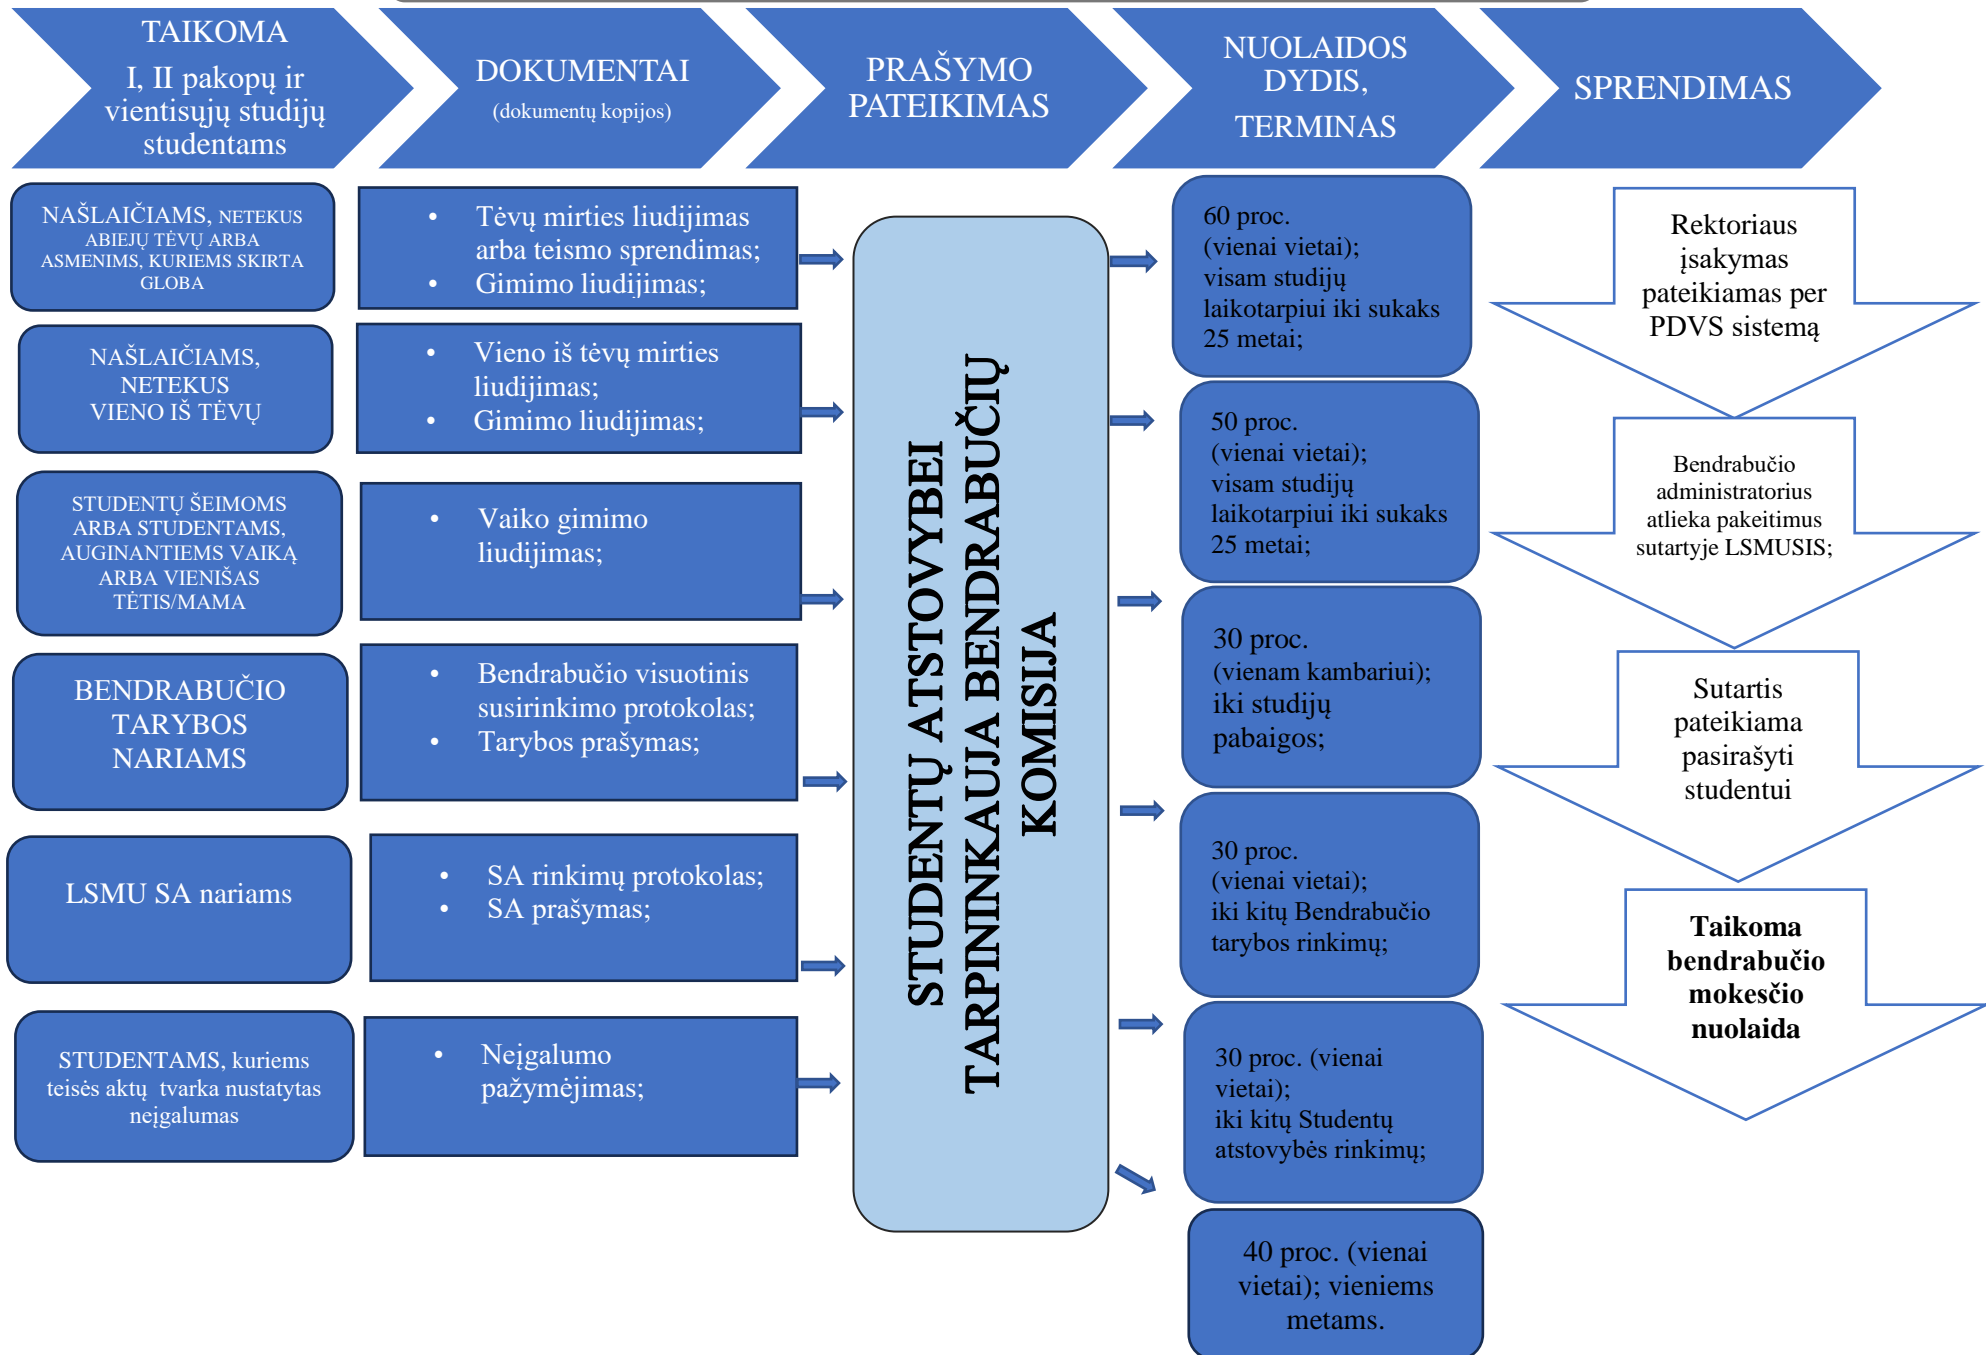 TAIKOMA
I, II pakopų ir
vientisųjų studijų
studentams
DOKUMENTAI
(dokumentų kopijos)
PRAŠYMO
PATEIKIMAS
NUOLAIDOS
DYDIS,
TERMINAS
SPRENDIMAS
NAŠLAIČIAMS, NETEKUS
ABIEJŲ TĖVŲ ARBA
ASMENIMS, KURIEMS SKIRTA
GLOBA
• Tėvų mirties liudijimas
arba teismo sprendimas;
• Gimimo liudijimas;
NAŠLAIČIAMS,
NETEKUS
VIENO IŠ TĖVŲ
• Vieno iš tėvų mirties
liudijimas;
• Gimimo liudijimas;
STUDENTŲ ŠEIMOMS
ARBA STUDENTAMS,
AUGINANTIEMS VAIKĄ
ARBA VIENIŠAS
TĖTIS/MAMA
• Vaiko gimimo
liudijimas;
BENDRABUČIO
TARYBOS
NARIAMS
• Bendrabučio visuotinis
susirinkimo protokolas;
• Tarybos prašymas;
LSMU SA nariams
• SA rinkimų protokolas;
• SA prašymas;
STUDENTAMS, kuriems
teisės aktų tvarka nustatytas
neįgalumas
• Neįgalumo
pažymėjimas;
STUDENTŲ ATSTOVYBEI
TARPININKAUJA BENDRABUČIŲ
KOMISIJA
60 proc.
(vienai vietai);
visam studijų
laikotarpiui iki sukaks
25 metai;
50 proc.
(vienai vietai);
visam studijų
laikotarpiui iki sukaks
25 metai;
30 proc.
(vienam kambariui);
iki studijų
pabaigos;
30 proc.
(vienai vietai);
iki kitų Bendrabučio
tarybos rinkimų;
30 proc. (vienai
vietai);
iki kitų Studentų
atstovybės rinkimų;
40 proc. (vienai
vietai); vieniems
metams.
Rektoriaus
įsakymas
pateikiamas per
PDVS sistemą
Bendrabučio
administratorius
atlieka pakeitimus
sutartyje LSMUSIS;
Sutartis
pateikiama
pasirašyti
studentui
Taikoma
bendrabučio
mokesčio
nuolaida